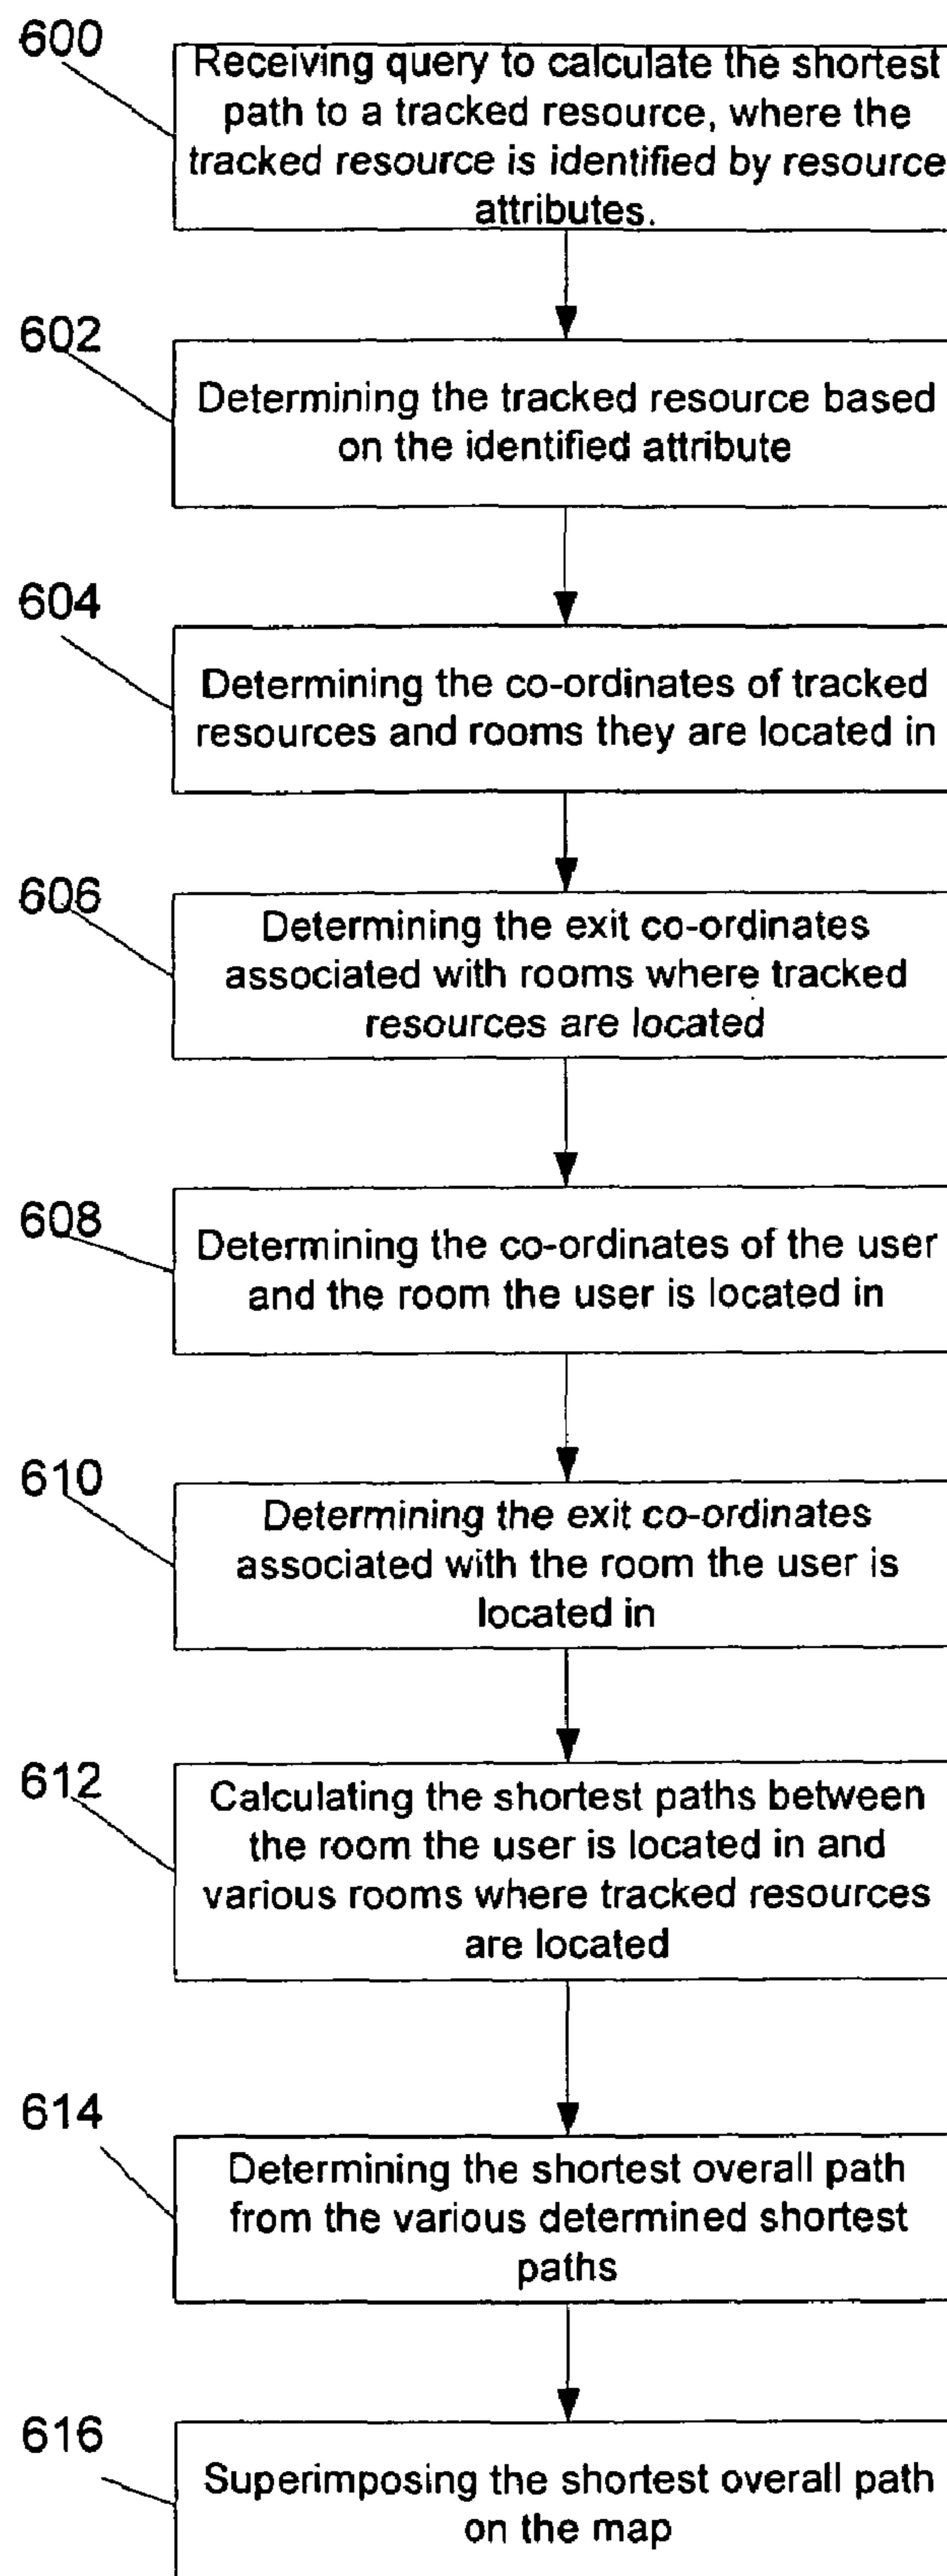 600
Receiving query to calculate the shortest
path to a tracked resource, where the
tracked resource is identified by resource
attributes.
602
Determining the tracked resource based
on the identified attribute
604
Determining the co-ordinates of tracked
resources and rooms they are located in
606
Determining the exit co-ordinates
associated with rooms where tracked
resources are located
608
Determining the co-ordinates of the user
and the room the user is located in
610
Determining the exit co-ordinates
associated with the room the user is
located in
612
Calculating the shortest paths between
the room the user is located in and
various rooms where tracked resources
are located
614
Determining the shortest overall path
from the various determined shortest
paths
616
Superimposing the shortest overall path
on the map